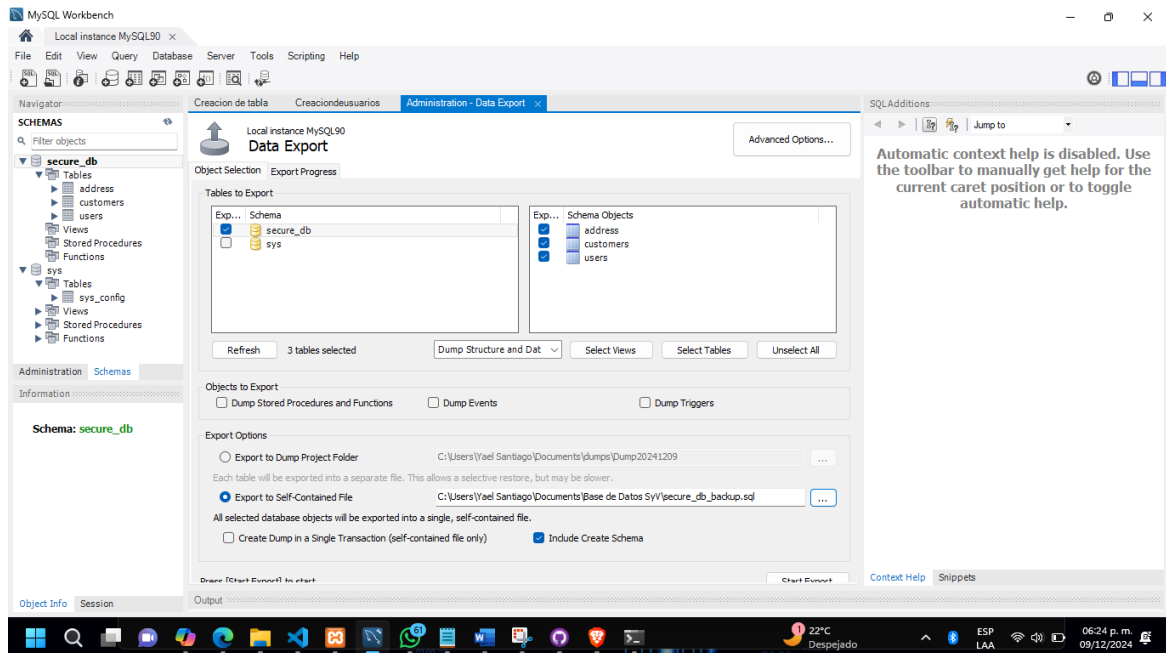 MySQL Workbench
Local instance MySQL90
File Edit View Query Database Server Tools Scripting Help
Navigator
SCHEMAS
Filter objects
secure_db
Tables
address
customers
users
Views
Stored Procedures
Functions
sys
Tables
sys_config
Views
Stored Procedures
Functions
Administration Schemas
Information
Schema: secure_db
Object Info Session
Creacion de tabla Creaciondeusuarios Administration - Data Export
Local instance MySQL90
Data Export
Advanced Options...
Object Selection Export Progress
Tables to Export
Exp... Schema
secure_db
sys
Exp... Schema Objects
address
customers
users
Refresh 3 tables selected Dump Structure and Dat Select Views Select Tables Unselect All
Objects to Export
Dump Stored Procedures and Functions Dump Events Dump Triggers
Export Options
Export to Dump Project Folder C:\Users\Yael Santiago\Documents\dumps\Dump20241209 ...
Each table will be exported into a separate file. This allows a selective restore, but may be slower.
Export to Self-Contained File C:\Users\Yael Santiago\Documents\Base de Datos SyV\secure_db_backup.sql ...
All selected database objects will be exported into a single, self-contained file.
Create Dump in a Single Transaction (self-contained file only) Include Create Schema
Press [Start Export] to start Start Export
Output
SQLAdditions
Jump to
Automatic context help is disabled. Use
the toolbar to manually get help for the
current caret position or to toggle
automatic help.
Context Help Snippets
61
1
22°C
Despejado
ESP
LAA
06:24 p. m.
09/12/2024